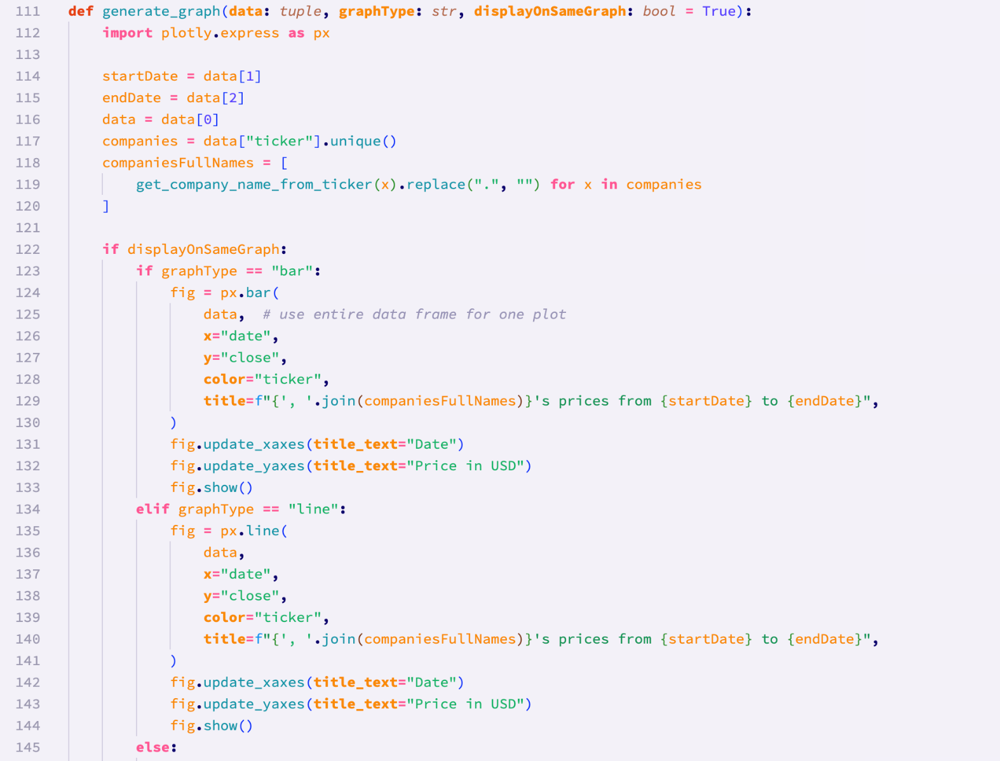 111 def generate_graph(data: tuple, graphType: str, displayOnSameGraph: bool = True):
112     import plotly.express as px
113
114     startDate = data[1]
115     endDate = data[2]
116     data = data[0]
117     companies = data["ticker"].unique()
118     companiesFullNames = [
119         get_company_name_from_ticker(x).replace(".", "") for x in companies
120     ]
121
122     if displayOnSameGraph:
123         if graphType == "bar":
124             fig = px.bar(
125                 data,  # use entire data frame for one plot
126                 x="date",
127                 y="close",
128                 color="ticker",
129                 title=f"{', '.join(companiesFullNames)}'s prices from {startDate} to {endDate}",
130             )
131             fig.update_xaxes(title_text="Date")
132             fig.update_yaxes(title_text="Price in USD")
133             fig.show()
134         elif graphType == "line":
135             fig = px.line(
136                 data,
137                 x="date",
138                 y="close",
139                 color="ticker",
140                 title=f"{', '.join(companiesFullNames)}'s prices from {startDate} to {endDate}",
141             )
142             fig.update_xaxes(title_text="Date")
143             fig.update_yaxes(title_text="Price in USD")
144             fig.show()
145         else: